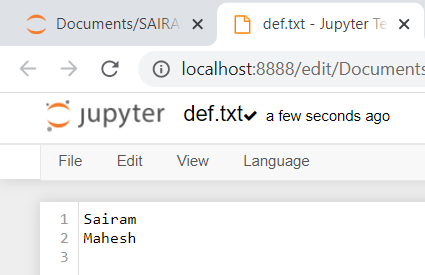 Documents/SAIRA
def.txt - Jupyter Te
localhost:8888/edit/Documents
jupyter def.txt a few seconds ago
File Edit View Language
1 Sairam
2 Mahesh
3